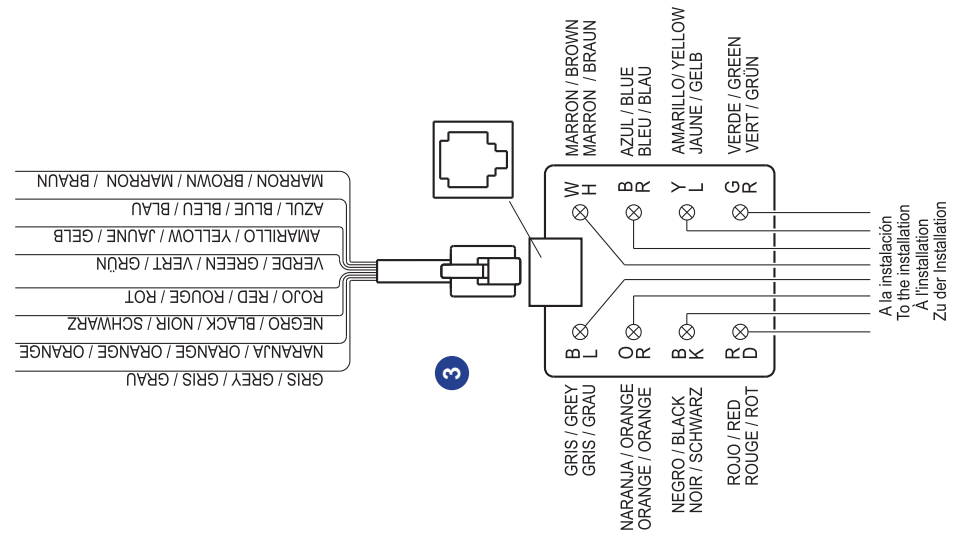 MARRON / BROWN / MARRON / BRAUN
AZUL / BLUE / BLEU / BLAU
AMARILLO / YELLOW / JAUNE / GELB
VERDE / GREEN / VERT / GRÜN
ROJO / RED / ROUGE / ROT
NEGRO / BLACK / NOIR / SCHWARZ
NARANJA / ORANGE / ORANGE / ORANGE
GRIS / GREY / GRIS / GRAU
3
MARRON / BROWN
MARRON / BRAUN
AZUL / BLUE
BLEU / BLAU
AMARILLO/ YELLOW
JAUNE / GELB
VERDE / GREEN
VERT / GRÜN
W
H
B
R
Y
L
G
R
B
L
O
R
B
K
R
D
GRIS / GREY
GRIS / GRAU
NARANJA / ORANGE
ORANGE / ORANGE
NEGRO / BLACK
NOIR / SCHWARZ
ROJO / RED
ROUGE / ROT
A la instalación
To the installation
À l'installation
Zu der Installation